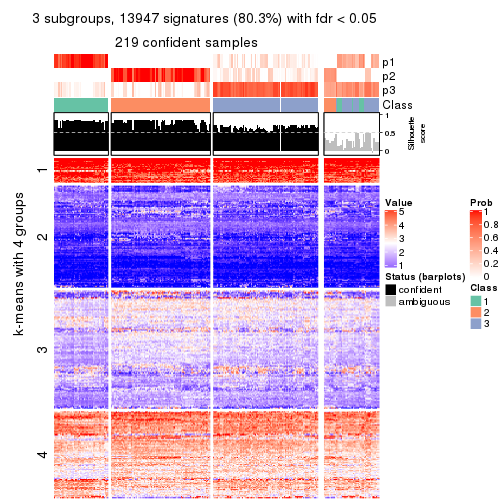 3 subgroups, 13947 signatures (80.3%) with fdr < 0.05
219 confident samples
p1
p2
p3
Class
1
0.5
0
Silhouette
score
k-means with 4 groups
1
2
3
4
Value
5
4
3
2
1
Status (barplots)
confident
ambiguous
Prob
1
0.8
0.6
0.4
0.2
0
Class
1
2
3